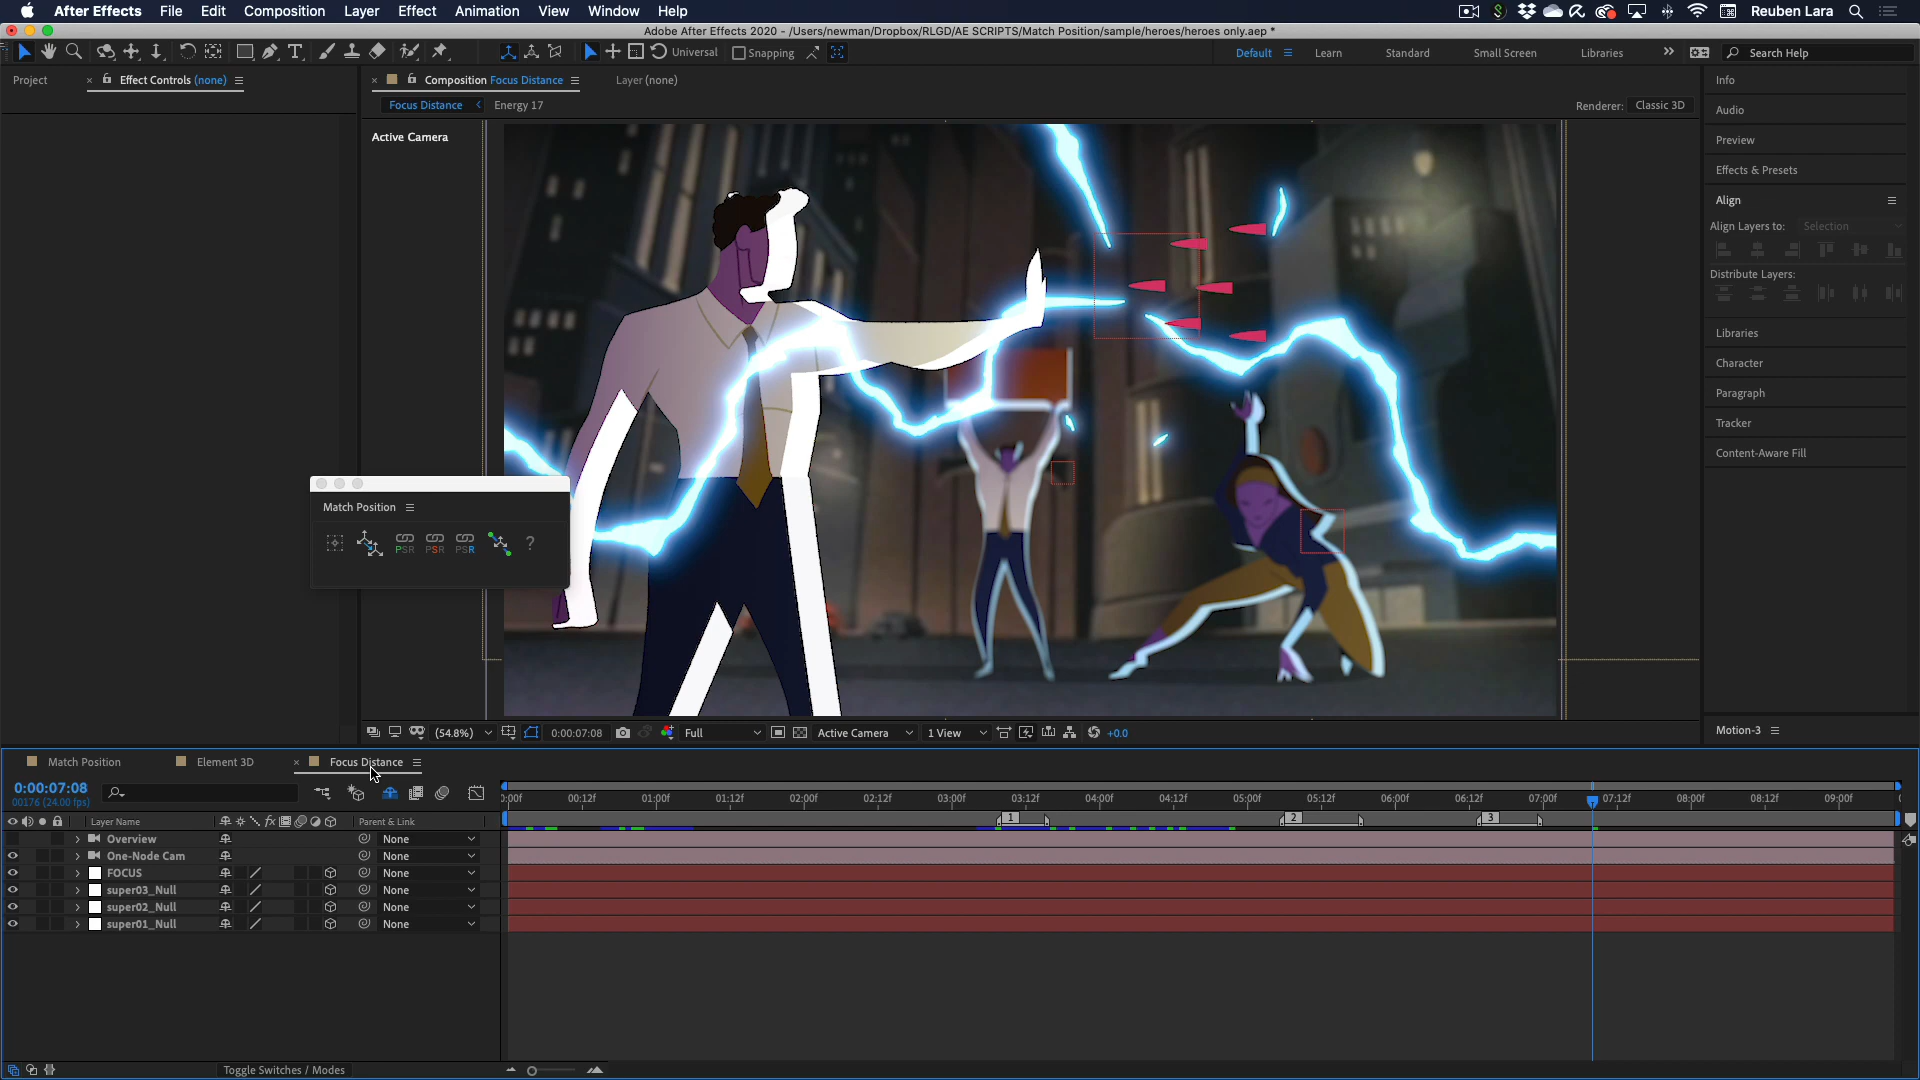 After Effects File Edit Composition Layer Effect Animation View Window Help Reuben Lara
Adobe After Effects 2020 - /Users/newman/Dropbox/RLGD/AE SCRIPTS/Match Position/sample/heroes/heroes only.aep *
Universal Snapping Default Learn Standard Small Screen Libraries Search Help
Project Effect Controls (none) Composition Focus Distance Layer (none)
Focus Distance Energy 17 Renderer: Classic 3D
Active Camera
Info
Audio
Preview
Effects & Presets
Align
Align Layers to: Selection
Distribute Layers:
Libraries
Character
Paragraph
Tracker
Content-Aware Fill
Match Position
PSR PSR PSR ?
(54.8%) 0:00:07:08 Full Active Camera 1 View +0.0
Motion-3
Match Position Element 3D Focus Distance
0:00:07:08
00176 (24.00 fps)
:00f 00:12f 01:00f 01:12f 02:00f 02:12f 03:00f 03:12f 04:00f 04:12f 05:00f 05:12f 06:00f 06:12f 07:00f 07:12f 08:00f 08:12f 09:00f
1 2 3
Layer Name fx Parent & Link
Overview None
One-Node Cam None
FOCUS None
super03_Null None
super02_Null None
super01_Null None
Toggle Switches / Modes